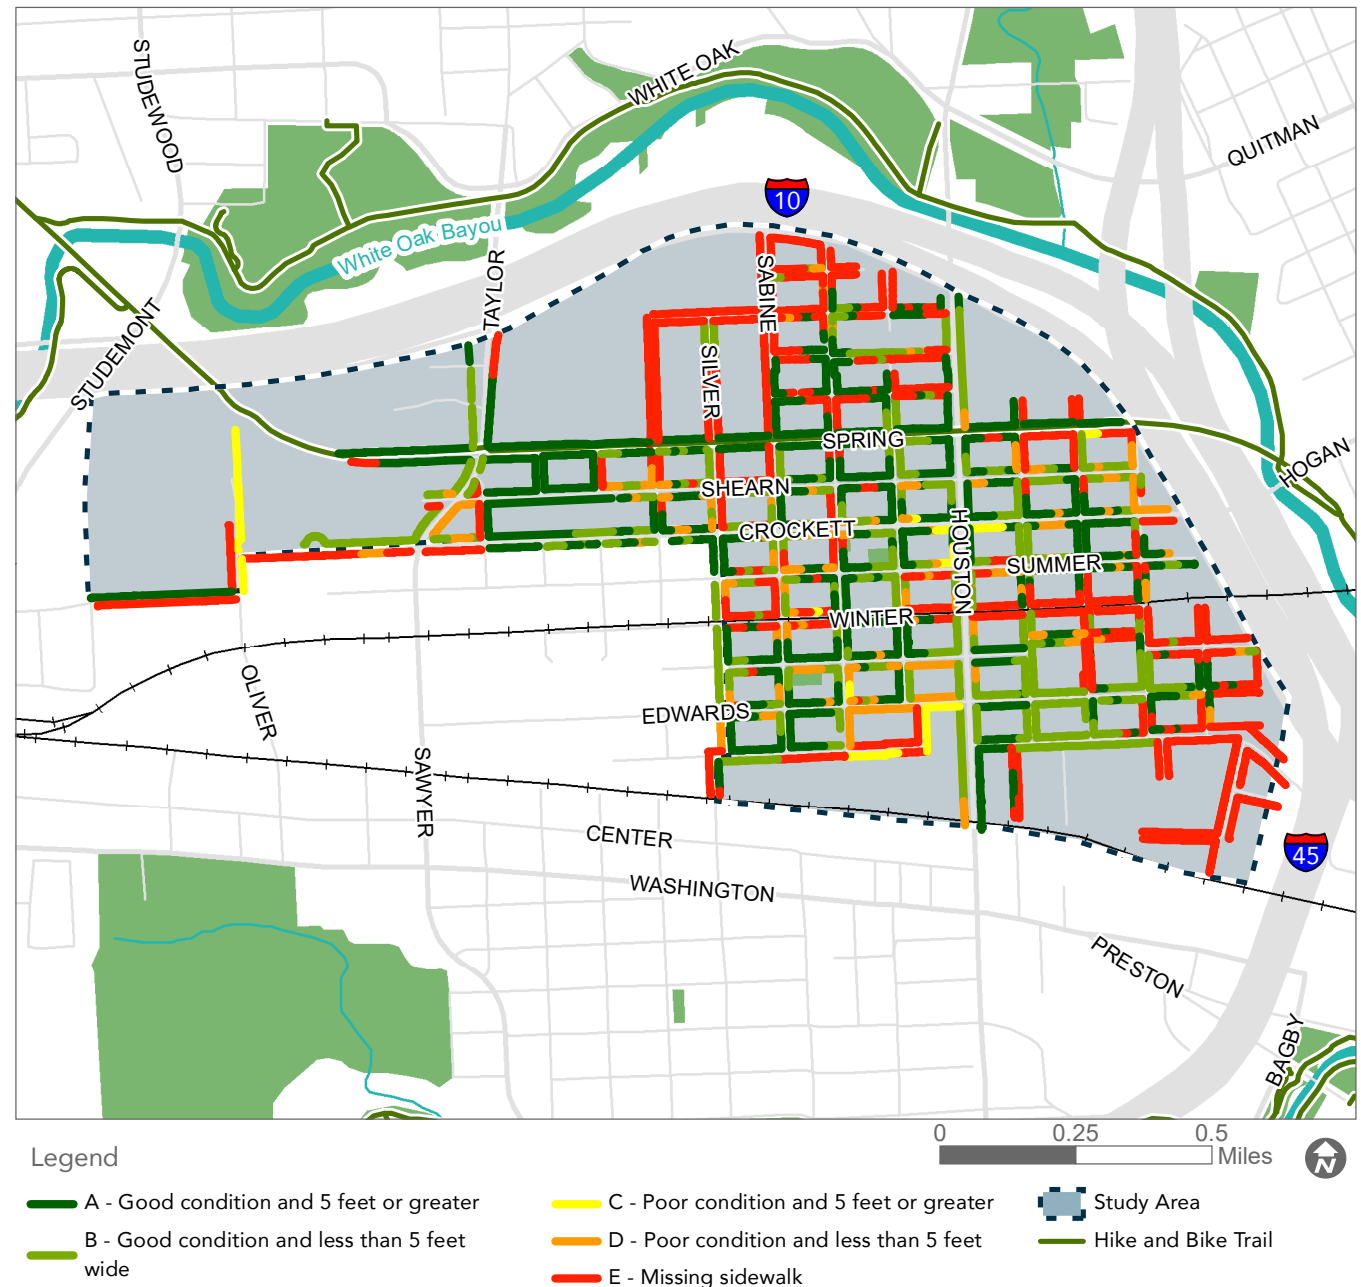 STUDEWOOD
WHITE OAK
QUITMAN
10
White Oak Bayou
TAYLOR
SABINE
STUDEMONT
SILVER
SPRING
HOGAN
SHEARN
CROCKETT
HOUSTON
SUMMER
WINTER
OLIVER
EDWARDS
SAWYER
CENTER
45
WASHINGTON
PRESTON
BAGBY
0 0.25 0.5
Miles
N
Legend
A - Good condition and 5 feet or greater
B - Good condition and less than 5 feet
wide
C - Poor condition and 5 feet or greater
D - Poor condition and less than 5 feet
E - Missing sidewalk
Study Area
Hike and Bike Trail